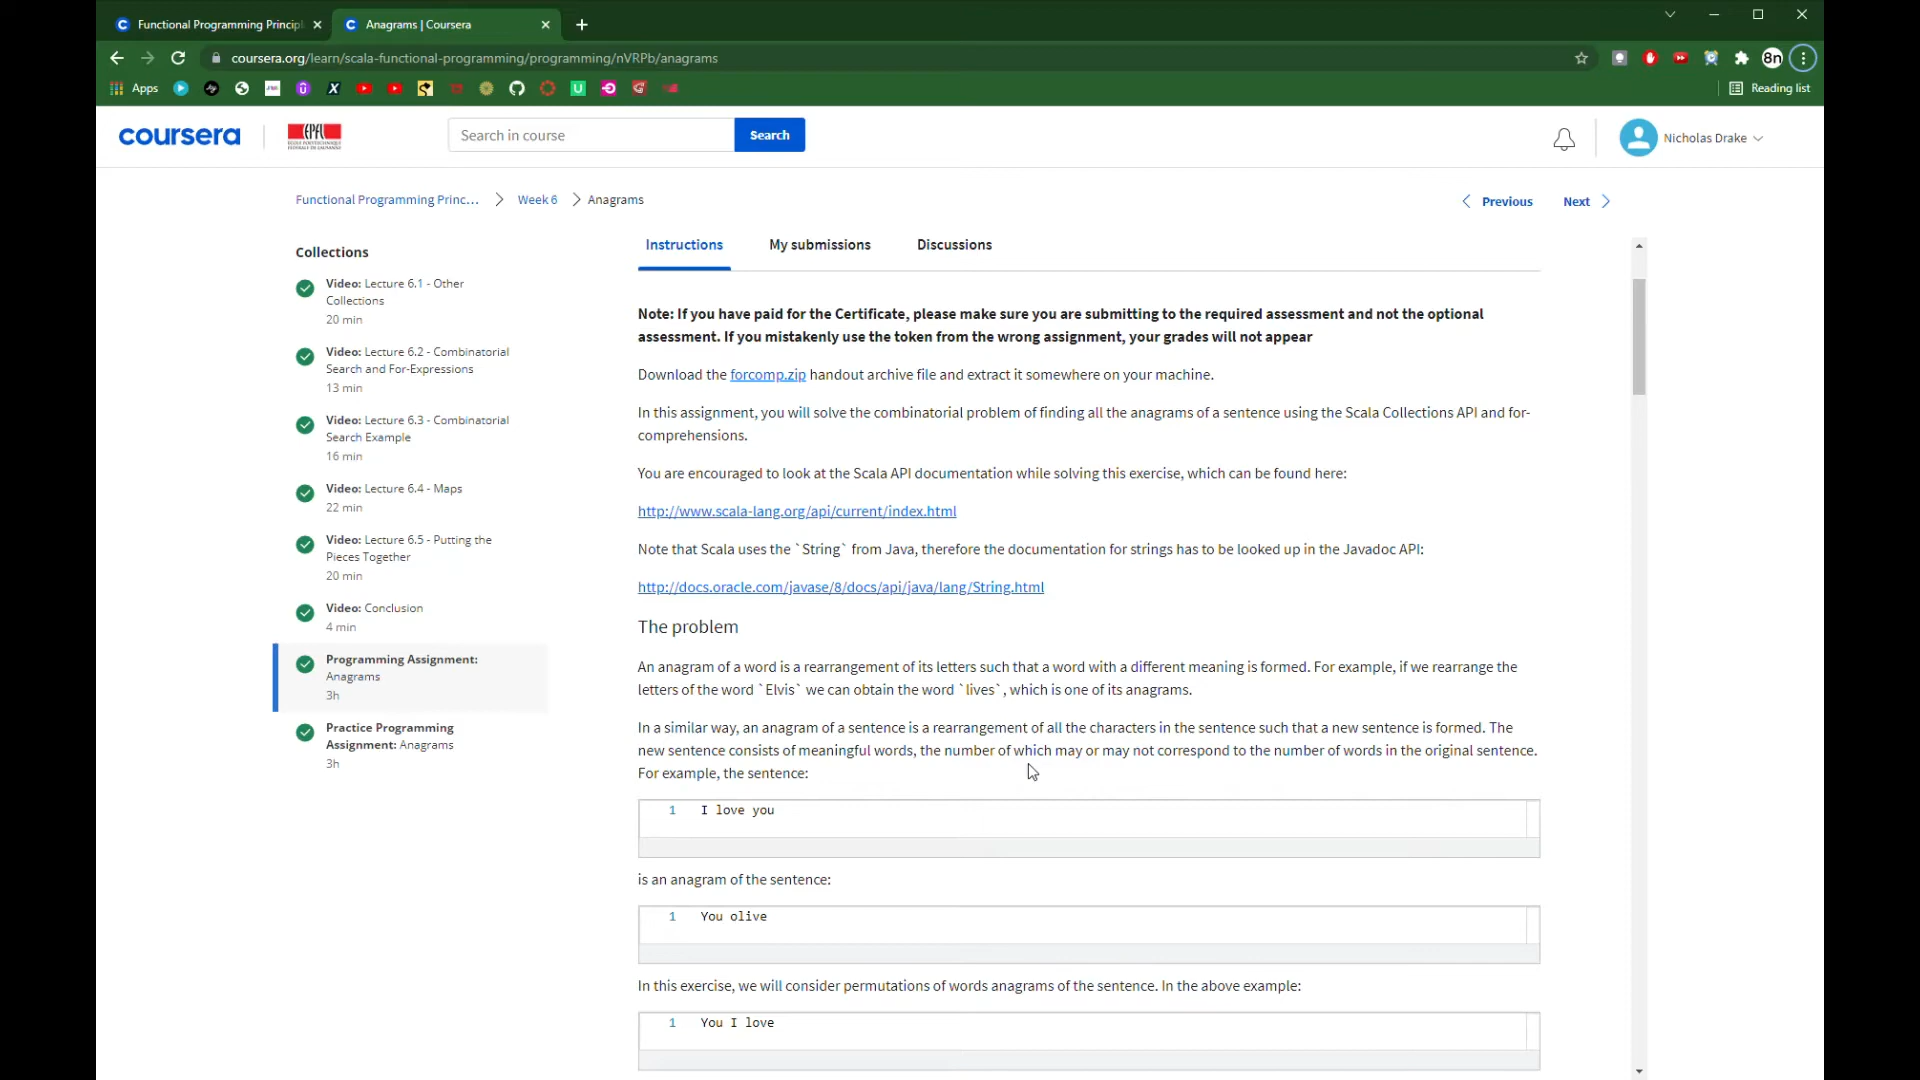 Functional Programming Princip
Anagrams | Coursera
coursera.org/learn/scala-functional-programming/programming/nVRPb/anagrams
8n
Apps
Reading list
coursera
EPFL
Search in course
Search
Nicholas Drake
Functional Programming Princ...
Week 6
Anagrams
Previous
Next
Collections
Video: Lecture 6.1 - Other
Collections
20 min
Video: Lecture 6.2 - Combinatorial
Search and For-Expressions
13 min
Video: Lecture 6.3 - Combinatorial
Search Example
16 min
Video: Lecture 6.4 - Maps
22 min
Video: Lecture 6.5 - Putting the
Pieces Together
20 min
Video: Conclusion
4 min
Programming Assignment:
Anagrams
3h
Practice Programming
Assignment: Anagrams
3h
Instructions
My submissions
Discussions
Note: If you have paid for the Certificate, please make sure you are submitting to the required assessment and not the optional
assessment. If you mistakenly use the token from the wrong assignment, your grades will not appear
Download the forcomp.zip handout archive file and extract it somewhere on your machine.
In this assignment, you will solve the combinatorial problem of finding all the anagrams of a sentence using the Scala Collections API and for-
comprehensions.
You are encouraged to look at the Scala API documentation while solving this exercise, which can be found here:
http://www.scala-lang.org/api/current/index.html
Note that Scala uses the `String` from Java, therefore the documentation for strings has to be looked up in the Javadoc API:
http://docs.oracle.com/javase/8/docs/api/java/lang/String.html
The problem
An anagram of a word is a rearrangement of its letters such that a word with a different meaning is formed. For example, if we rearrange the
letters of the word `Elvis` we can obtain the word `lives`, which is one of its anagrams.
In a similar way, an anagram of a sentence is a rearrangement of all the characters in the sentence such that a new sentence is formed. The
new sentence consists of meaningful words, the number of which may or may not correspond to the number of words in the original sentence.
For example, the sentence:
1 I love you
is an anagram of the sentence:
1 You olive
In this exercise, we will consider permutations of words anagrams of the sentence. In the above example:
1 You I love